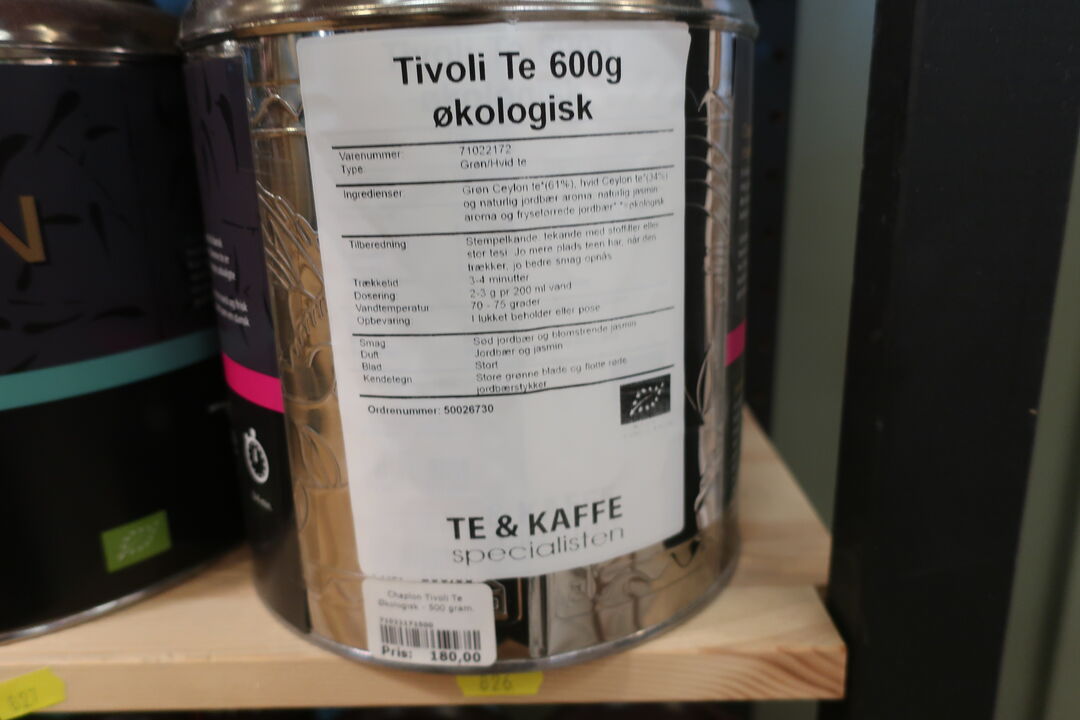 Tivoli Te 600g
økologisk
Varenummer: 71022172
Type: Grøn/Hvid te
Ingredienser: Grøn Ceylon te*(61%), hvid Ceylon te*(34%)
og naturlig jordbær aroma, naturlig jasmin
aroma og frysetørrede jordbær* *=økologisk
Tilberedning Stempelkande, tekande med stoffilter eller
stor tesi. Jo mere plads teen har, når den
trækker, jo bedre smag opnås
Trækketid 3-4 minutter
Dosering: 2-3 g pr 200 ml vand
Vandtemperatur: 70 - 75 grader
Opbevaring: I lukket beholder eller pose
Smag Sød jordbær og blomstrende jasmin
Duft Jordbær og jasmin
Blad Stort
Kendetegn Store grønne blade og flotte røde
jordbærstykker
Ordrenummer: 50026730
TE & KAFFE
specialisten
Chaplon Tivoli Te
Økologisk - 500 gram.
Pris: 180,00
N
827
826